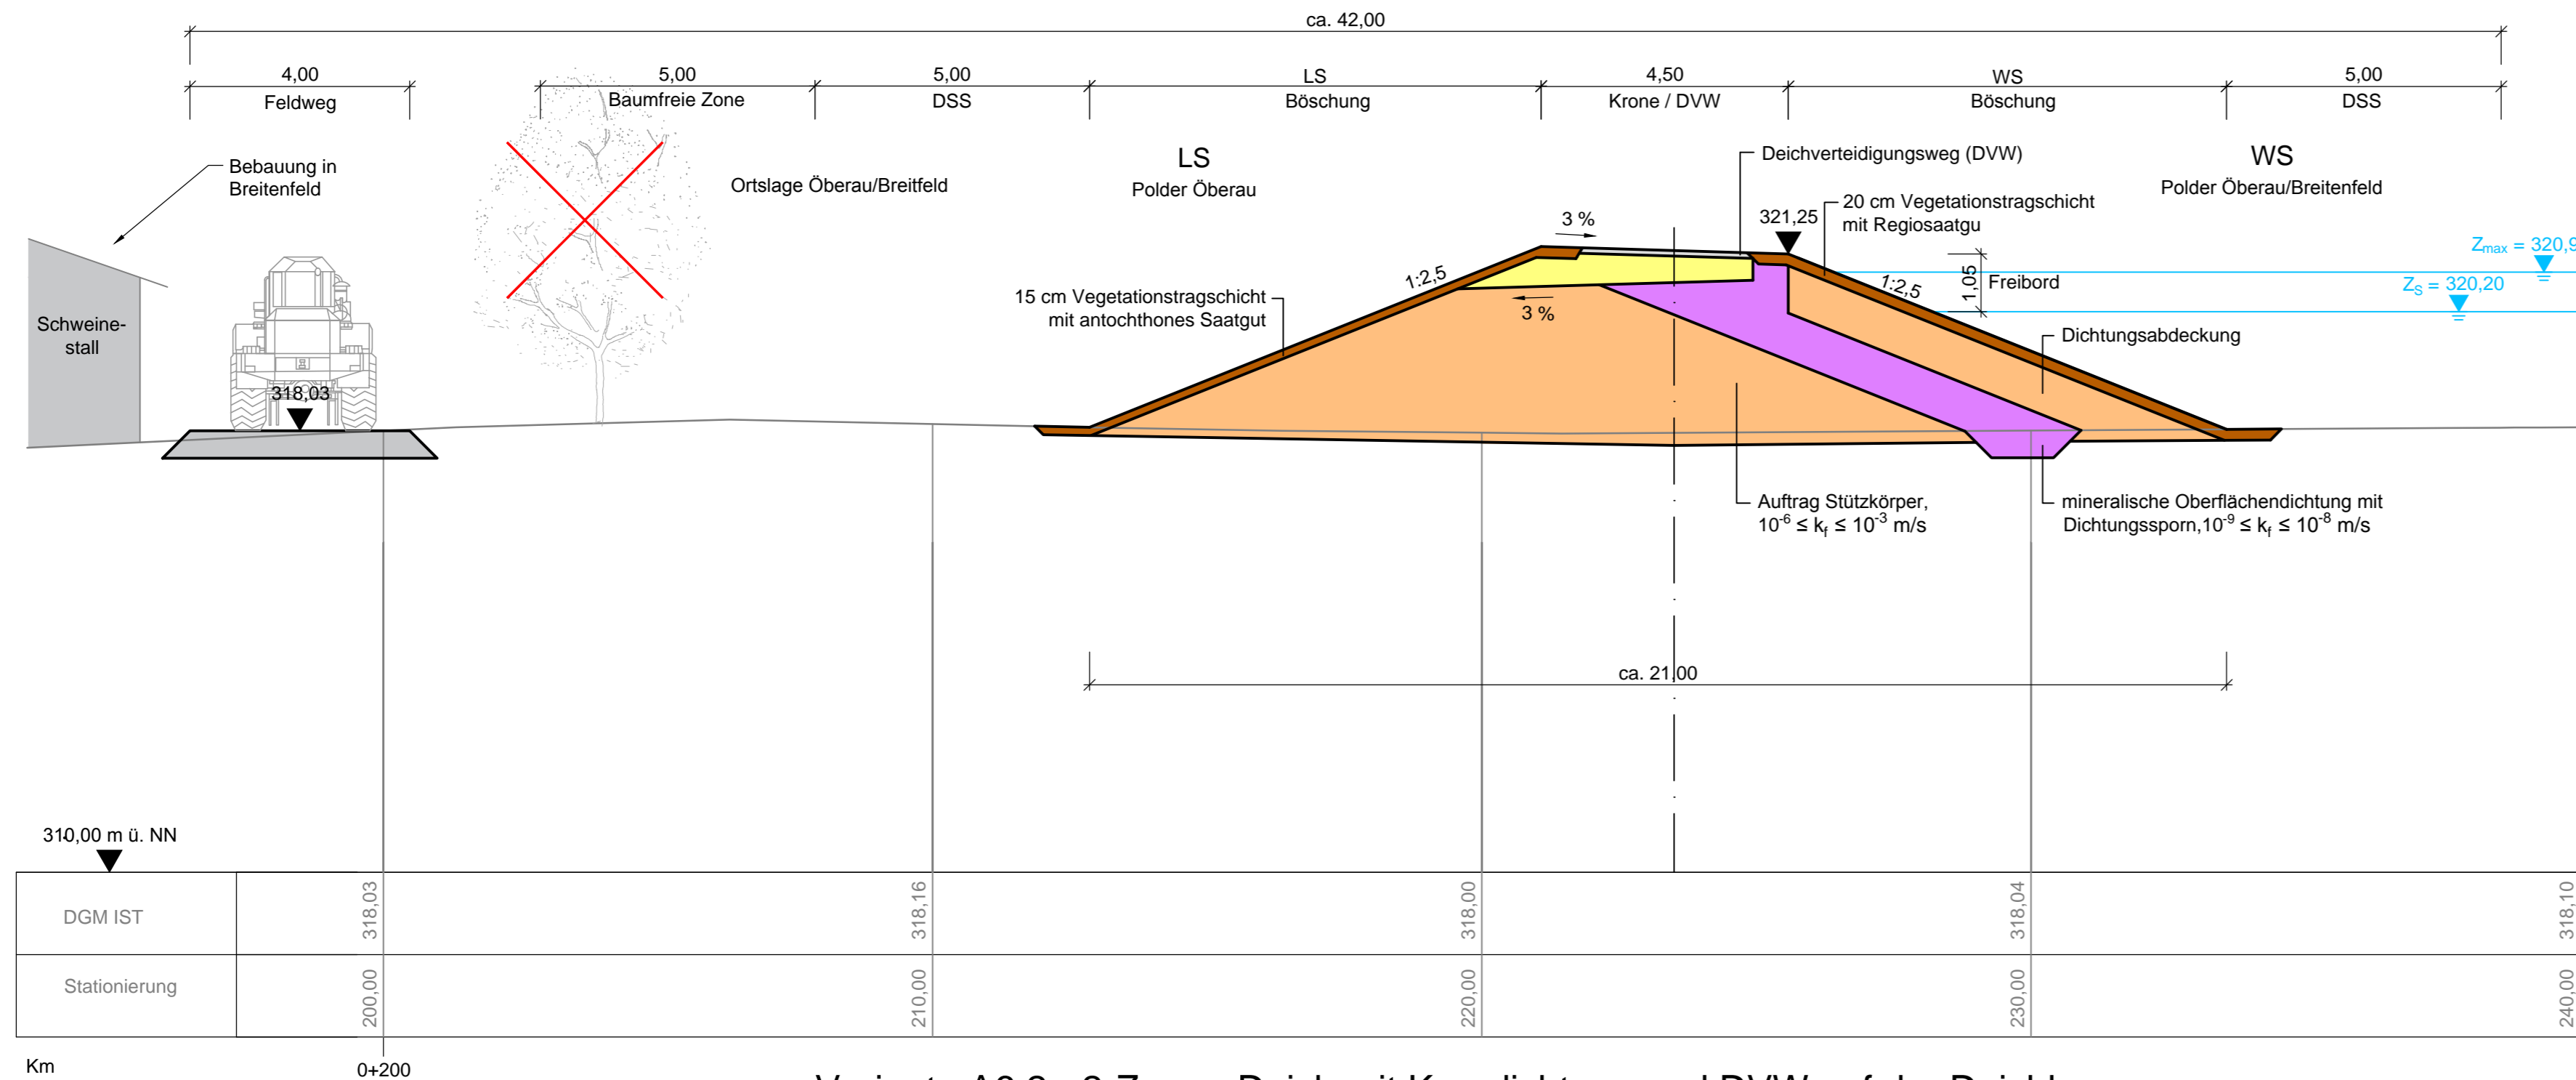 ca. 42,00
4,00
5,00
5,00
LS
4,50
WS
5,00
Feldweg
Baumfreie Zone
DSS
Böschung
Krone / DVW
Böschung
DSS
Bebauung in
Breitenfeld
Ortslage Öberau/Breitfeld
LS
Polder Öberau
Deichverteidigungsweg (DVW)
WS
Polder Öberau/Breitenfeld
20 cm Vegetationstragschicht
mit Regiosaatgu
3 %
321,25
Zmax = 320,9
ZS = 320,20
1:2,5
1:2,5
1,05
Freibord
15 cm Vegetationstragschicht
mit antochthones Saatgut
3 %
Schweine-
stall
318,03
Dichtungsabdeckung
Auftrag Stützkörper,
10-6 ≤ kf ≤ 10-3 m/s
mineralische Oberflächendichtung mit
Dichtungssporn,10-9 ≤ kf ≤ 10-8 m/s
ca. 21,00
310,00 m ü. NN
DGM IST
318,03
318,16
318,00
318,04
318,10
Stationierung
200,00
210,00
220,00
230,00
240,00
Km
0+200